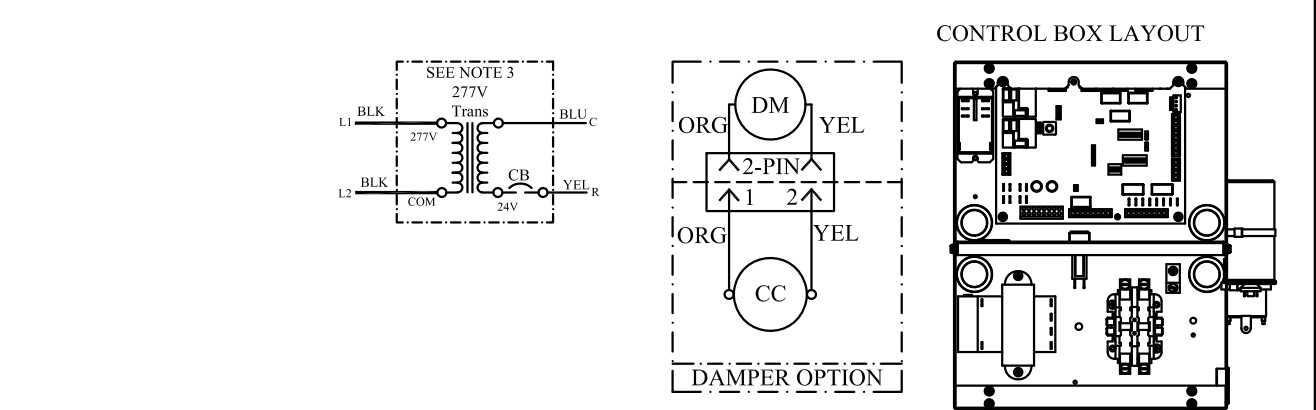 SEE NOTE 3
277V
Trans
L1 BLK
277V
BLU C
L2 BLK
COM
CB
24V
YEL R
DM
ORG YEL
2-PIN
1 2
ORG YEL
CC
DAMPER OPTION
CONTROL BOX LAYOUT